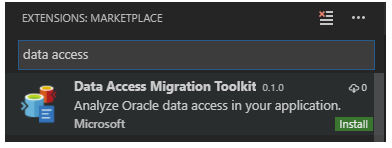 EXTENSIONS: MARKETPLACE
data access
Data Access Migration Toolkit 0.1.0 0
Analyze Oracle data access in your application.
Microsoft Install